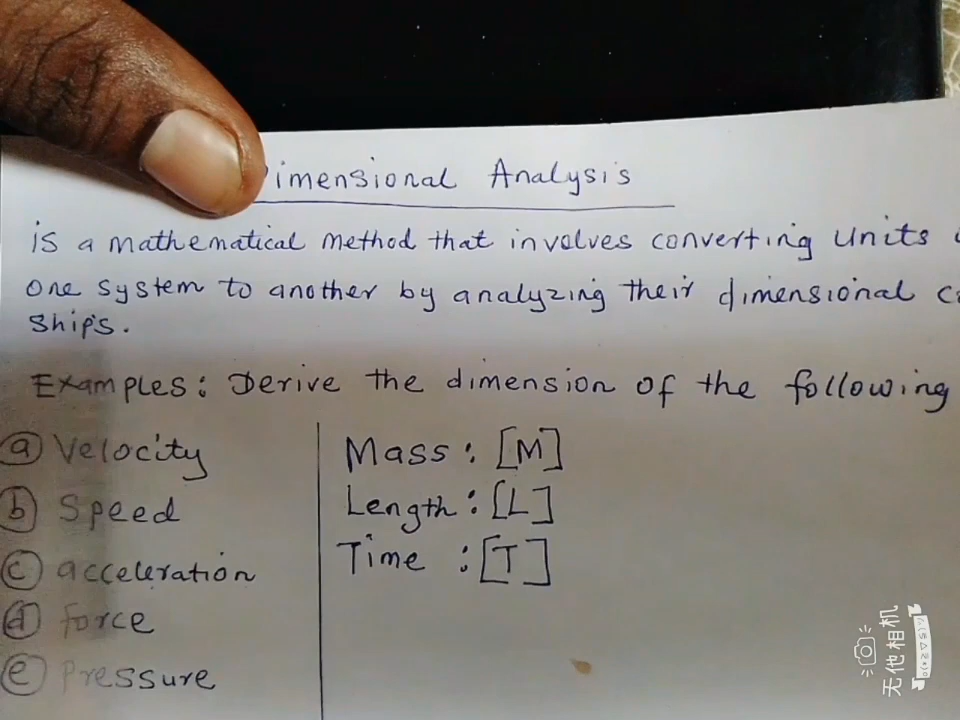 Dimensional Analysis
is a mathematical method that involves converting Units
one system to another by analyzing their dimensional
ships.
Examples: Derive the dimension of the following
(a) Velocity
(b) Speed
(c) acceleration
(d) force
(e) Pressure
Mass: [M]
Length: [L]
Time : [T]
无他相机